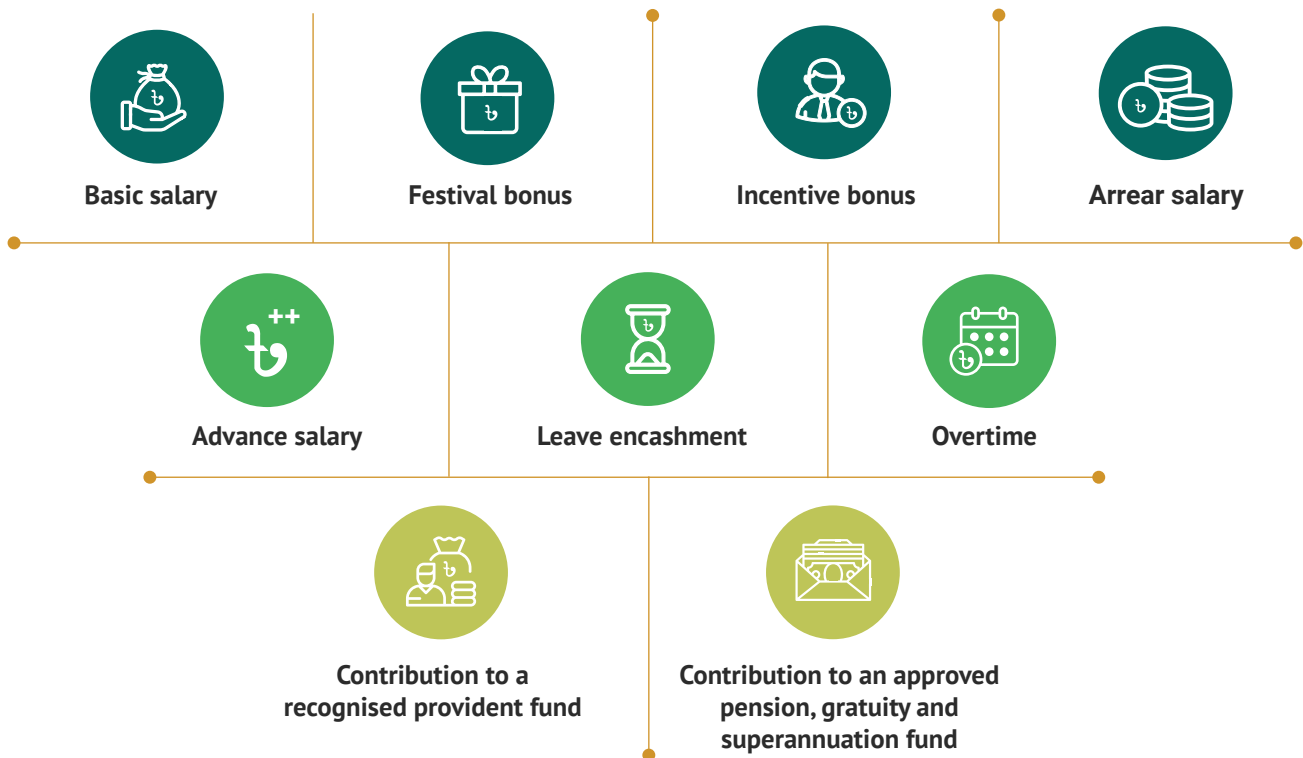 ৳
৳
৳
৳
Basic salary
Festival bonus
Incentive bonus
Arrear salary
৳++
৳
৳
Advance salary
Leave encashment
Overtime
৳
Contribution to a
recognised provident fund
Contribution to an approved
pension, gratuity and
superannuation fund